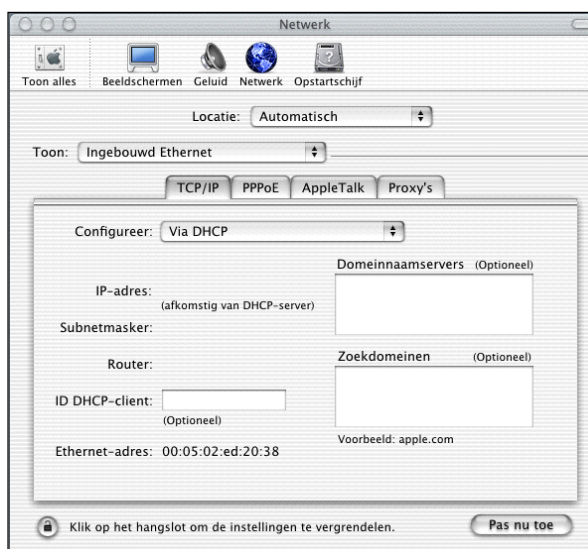 Netwerk
Toon alles
Beeldschermen
Geluid
Netwerk
Opstartschijf
Locatie:
Automatisch
Toon:
Ingebouwd Ethernet
TCP/IP
PPPoE
AppleTalk
Proxy's
Configureer:
Via DHCP
Domeinnaamservers (Optioneel)
IP-adres:
(afkomstig van DHCP-server)
Subnetmasker:
Router:
Zoekdomeinen (Optioneel)
ID DHCP-client:
(Optioneel)
Voorbeeld: apple.com
Ethernet-adres: 00:05:02:ed:20:38
Klik op het hangslot om de instellingen te vergrendelen.
Pas nu toe